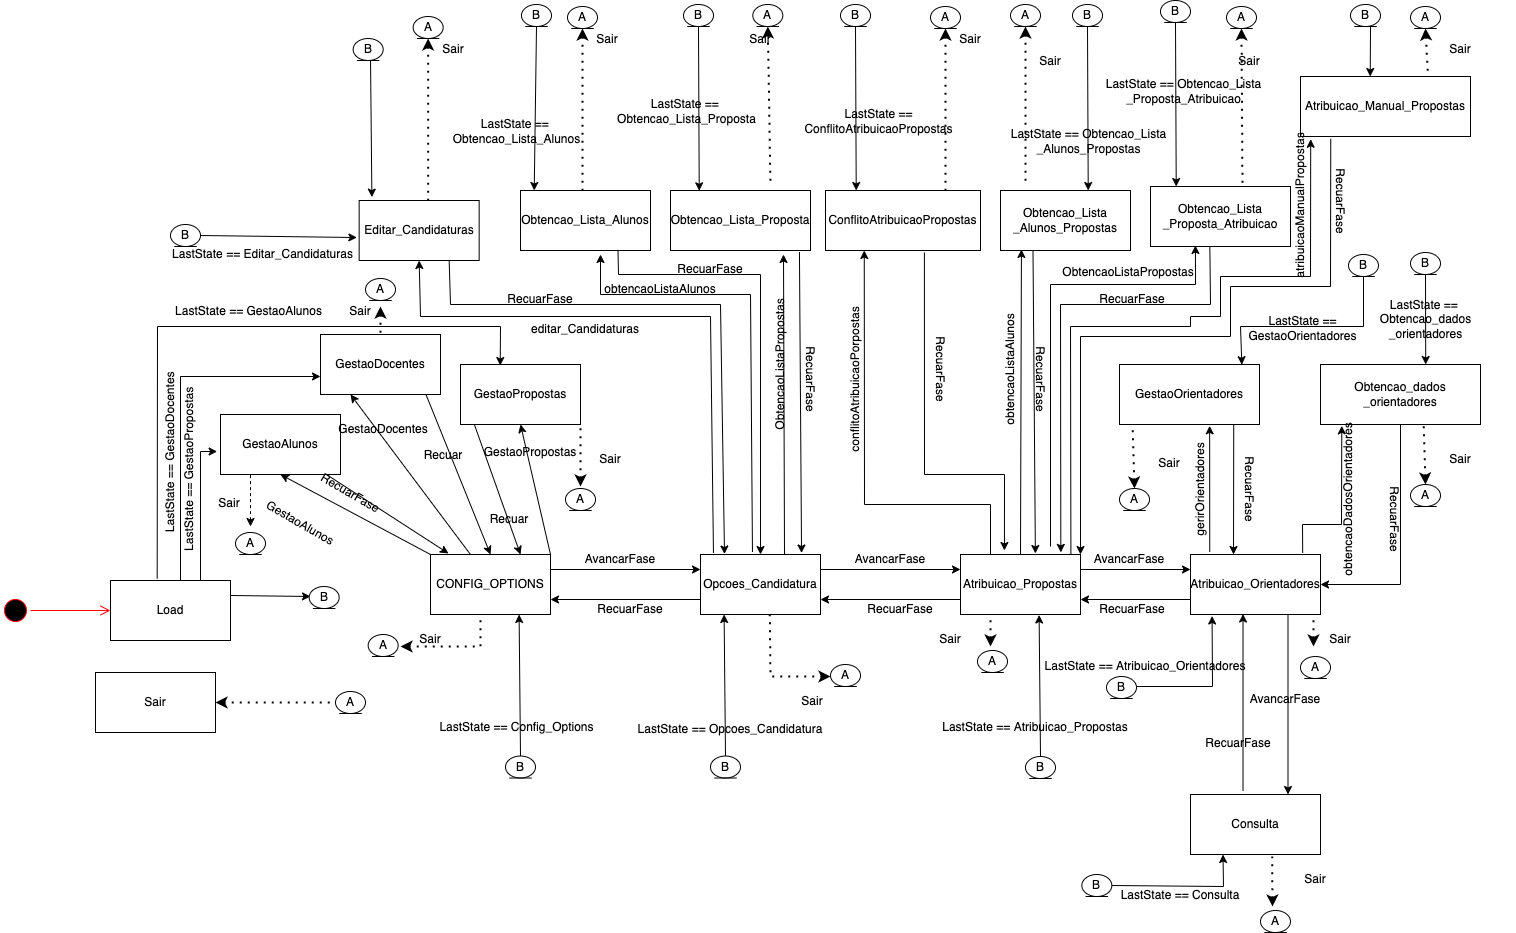 B
A
B
A
B
A
B
A
B
B
A
B
A
A
B
Sair
Sair
Sair
Sair
Sair
Sair
Sair
Sair
LastState ==
Obtencao_Lista_Alunos
LastState ==
Obtencao_Lista_Proposta
LastState ==
ConflitoAtribuicaoPropostas
LastState == Obtencao_Lista
_Alunos_Propostas
LastState == Obtencao_Lista
_Proposta_Atribuicao
Atribuicao_Manual_Propostas
atribuicaoManualPropostas
RecuarFase
Editar_Candidaturas
Obtencao_Lista_Alunos
Obtencao_Lista_Proposta
ConflitoAtribuicaoPropostas
Obtencao_Lista
_Alunos_Propostas
Obtencao_Lista
_Proposta_Atribuicao
B
LastState == Editar_Candidaturas
RecuarFase
obtencaoListaAlunos
RecuarFase
editar_Candidaturas
ObtencaoListaPropostas
RecuarFase
B
B
A
Sair
LastState == GestaoAlunos
ObtencaoListaPropostas
RecuarFase
conflitoAtribuicaoPorpostas
RecuarFase
obtencaoListaAlunos
RecuarFase
LastState ==
GestaoOrientadores
LastState ==
Obtencao_dados
_orientadores
GestaoDocentes
GestaoPropostas
GestaoOrientadores
Obtencao_dados
_orientadores
LastState == GestaoDocentes
LastState == GestaoPropostas
GestaoAlunos
GestaoDocentes
Recuar
GestaoPropostas
Sair
Sair
Sair
RecuarFase
GestaoAlunos
Sair
Recuar
A
A
A
A
gerirOrientadores
RecuarFase
obtencaoDadosOrientadores
RecuarFase
AvancarFase
AvancarFase
AvancarFase
CONFIG_OPTIONS
Opcoes_Candidatura
Atribuicao_Propostas
Atribuicao_Orientadores
RecuarFase
RecuarFase
RecuarFase
Load
B
A
Sair
Sair
A
Sair
A
LastState == Atribuicao_Orientadores
B
A
Sair
Sair
A
Sair
A
AvancarFase
RecuarFase
LastState == Config_Options
LastState == Opcoes_Candidatura
LastState == Atribuicao_Propostas
B
B
B
Consulta
B
LastState == Consulta
Sair
A